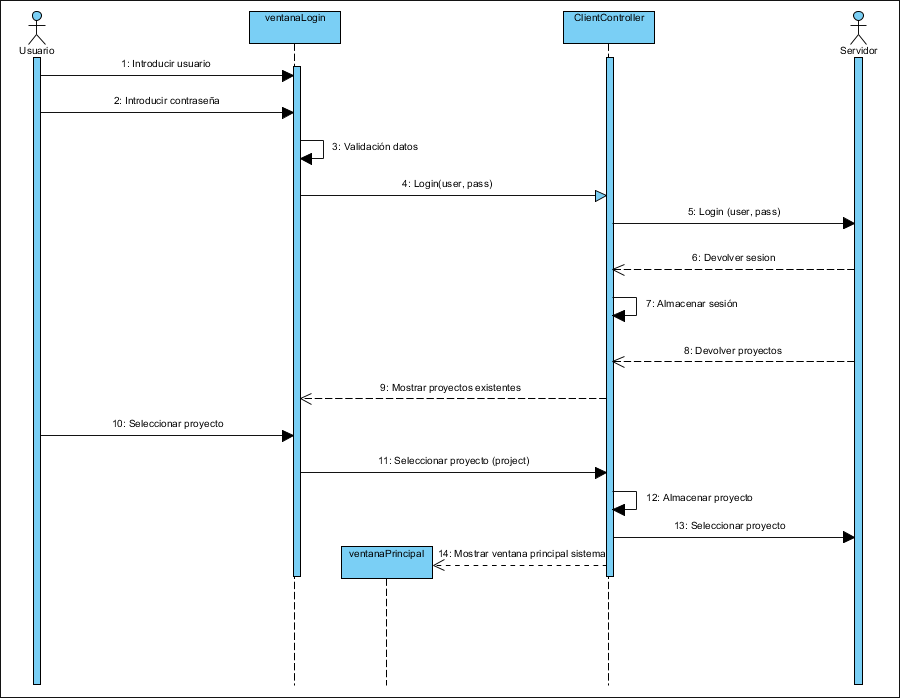 ventanaLogin
ClientController
Usuario
Servidor
1: Introducir usuario
2: Introducir contraseña
3: Validación datos
4: Login(user, pass)
5: Login (user, pass)
6: Devolver sesion
7: Almacenar sesión
8: Devolver proyectos
9: Mostrar proyectos existentes
10: Seleccionar proyecto
11: Seleccionar proyecto (project)
12: Almacenar proyecto
13: Seleccionar proyecto
ventanaPrincipal
14: Mostrar ventana principal sistema